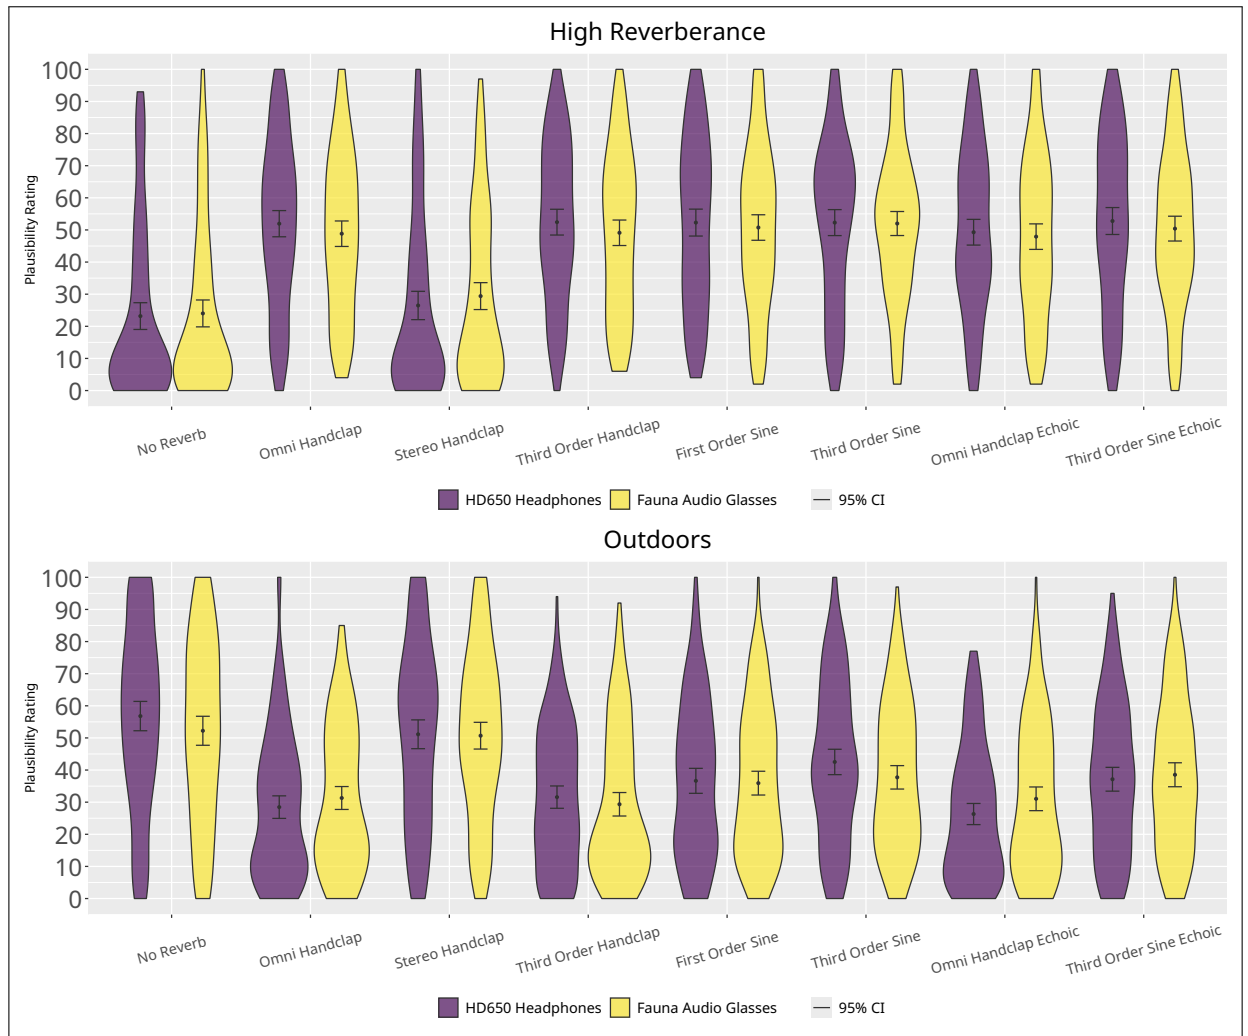 High Reverberance
Plausibility Rating
100
90
80
70
60
50
40
30
20
10
0
No Reverb
Omni Handclap
Stereo Handclap
Third Order Handclap
First Order Sine
Third Order Sine
Omni Handclap Echoic
Third Order Sine Echoic
HD650 Headphones Fauna Audio Glasses 95% CI
Outdoors
Plausibility Rating
100
90
80
70
60
50
40
30
20
10
0
No Reverb
Omni Handclap
Stereo Handclap
Third Order Handclap
First Order Sine
Third Order Sine
Omni Handclap Echoic
Third Order Sine Echoic
HD650 Headphones Fauna Audio Glasses 95% CI